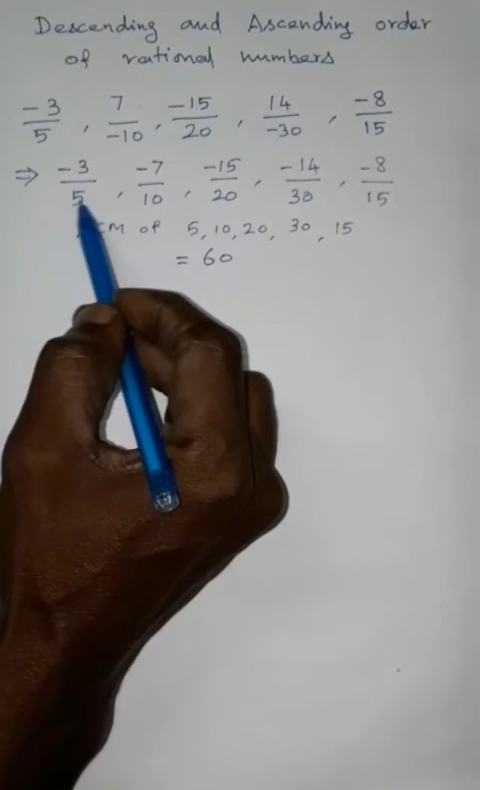 Descending and Ascending order
of rational numbers
-3/5 , 7/-10 , -15/20 , 14/-30 , -8/15
⇒ -3/5 , -7/10 , -15/20 , -14/30 , -8/15
of 5, 10, 20, 30, 15
= 60